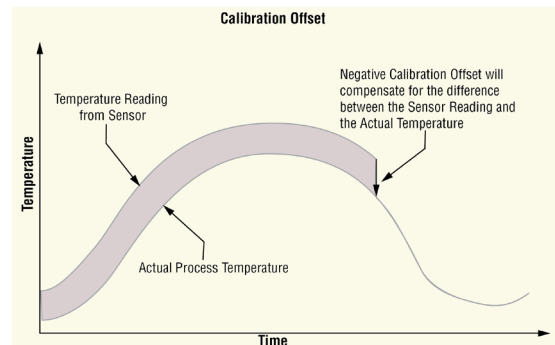 Calibration Offset
Negative Calibration Offset will
compensate for the difference
between the Sensor Reading and
the Actual Temperature
Temperature Reading
from Sensor
Temperature
Actual Process Temperature
Time